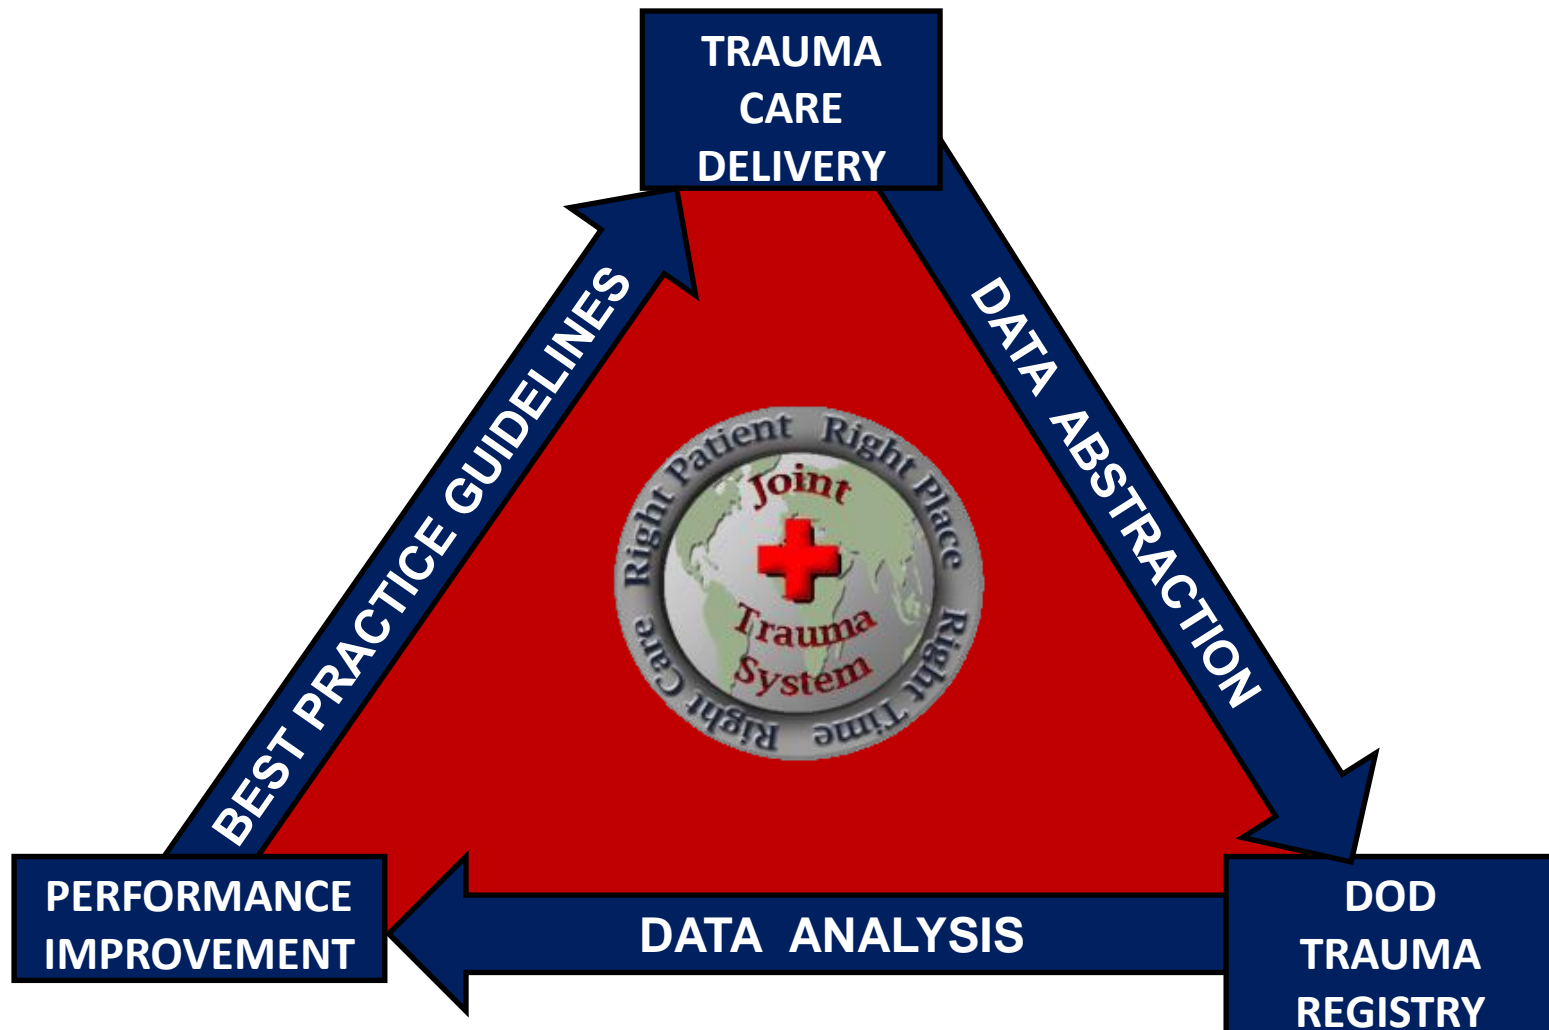 TRAUMA
CARE
DELIVERY
BEST PRACTICE GUIDELINES
DATA ABSTRACTION
Right Patient Right Place Right Time Right Care
Joint
Trauma
System
PERFORMANCE
IMPROVEMENT
DATA ANALYSIS
DOD
TRAUMA
REGISTRY